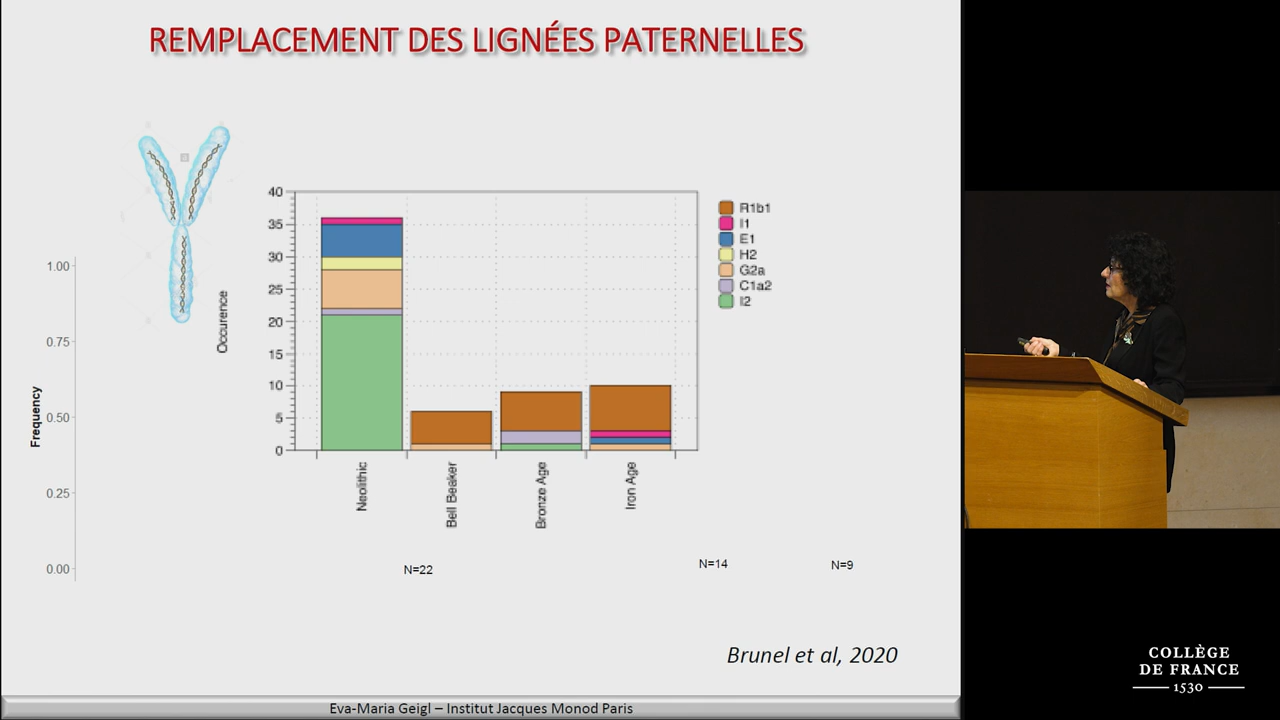 REMPLACEMENT DES LIGNÉES PATERNELLES
1.00
0.75
0.50
0.25
0.00
Frequency
Occurence
40
35
30
25
20
15
10
5
0
Neolithic
Bell Beaker
Bronze Age
Iron Age
R1b1
I1
E1
H2
G2a
C1a2
I2
N=22
N=14
N=9
Brunel et al, 2020
Eva-Maria Geigl – Institut Jacques Monod Paris
COLLÈGE
DE FRANCE
1530